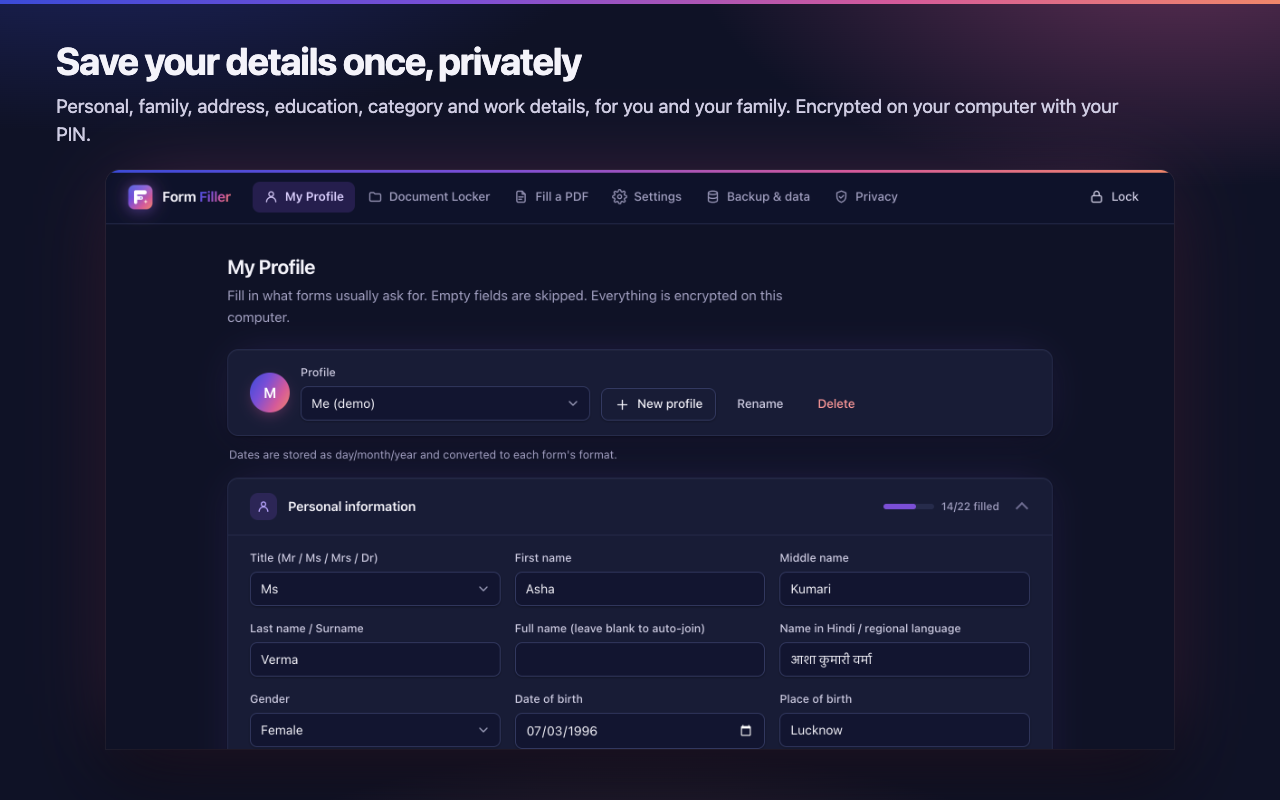 Save your details once, privately
Personal, family, address, education, category and work details, for you and your family. Encrypted on your computer with your
PIN.
F Form Filler My Profile Document Locker Fill a PDF Settings Backup & data Privacy Lock
My Profile
Fill in what forms usually ask for. Empty fields are skipped. Everything is encrypted on this
computer.
Profile
M Me (demo) + New profile Rename Delete
Dates are stored as day/month/year and converted to each form's format.
Personal information 14/22 filled
Title (Mr / Ms / Mrs / Dr) First name Middle name
Ms Asha Kumari
Last name / Surname Full name (leave blank to auto-join) Name in Hindi / regional language
Verma आशा कुमारी वर्मा
Gender Date of birth Place of birth
Female 07/03/1996 Lucknow